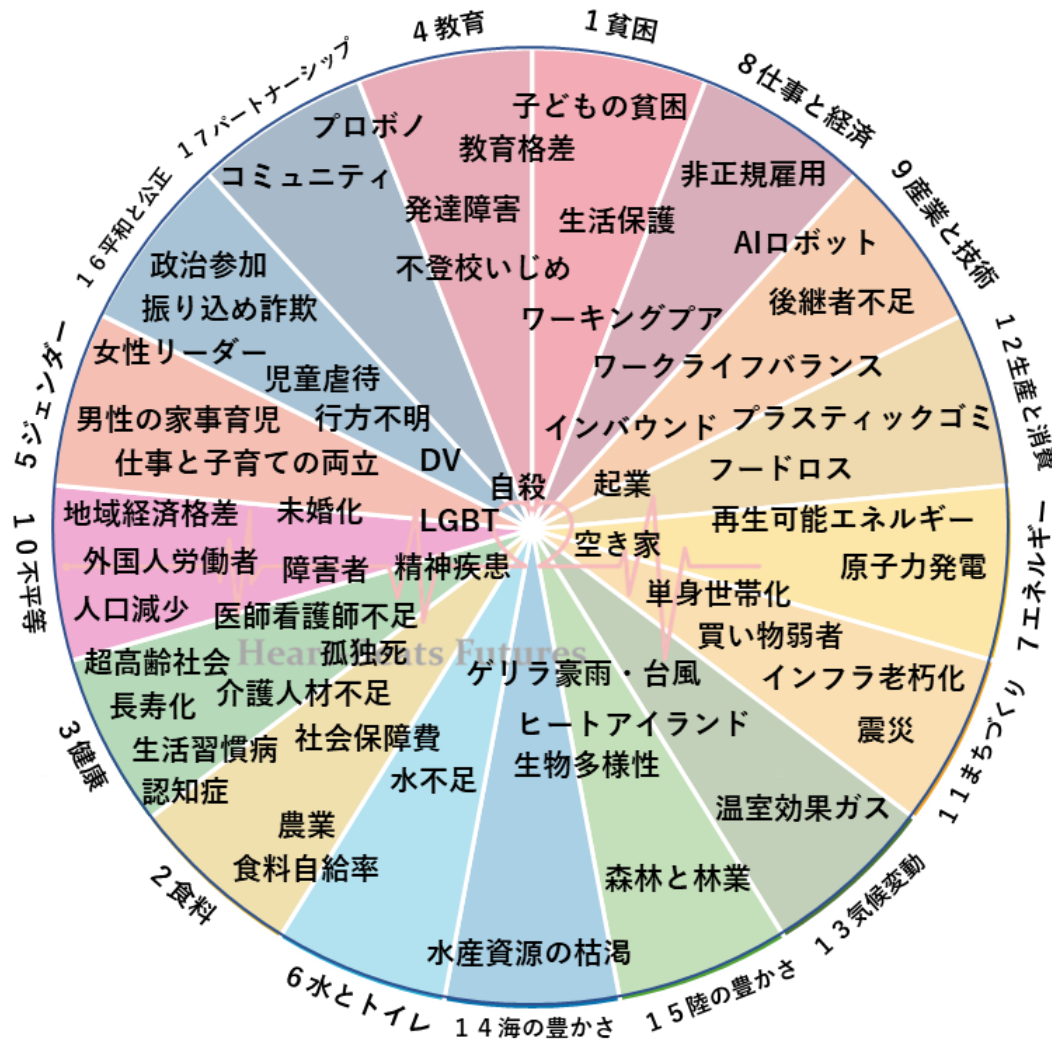 4教育
1貧困
8仕事と経済
9産業と技術
12生産と消費
7エネルギー
11まちづくり
13気候変動
15陸の豊かさ
14海の豊かさ
6水とトイレ
2食料
3健康
10不平等
5ジェンダー
16平和と公正
17パートナーシップ
子どもの貧困
プロボノ
教育格差
コミュニティ
非正規雇用
発達障害
生活保護
AIロボット
政治参加
不登校いじめ
後継者不足
振り込め詐欺
ワーキングプア
女性リーダー
児童虐待
ワークライフバランス
男性の家事育児
行方不明
インバウンド
プラスティックゴミ
仕事と子育ての両立
DV
フードロス
自殺
起業
地域経済格差
未婚化
LGBT
再生可能エネルギー
空き家
外国人労働者
障害者
精神疾患
原子力発電
人口減少
医師看護師不足
単身世帯化
買い物弱者
Heartbeats Futures
孤独死
超高齢社会
ゲリラ豪雨・台風
インフラ老朽化
長寿化
介護人材不足
ヒートアイランド
震災
生活習慣病
社会保障費
生物多様性
認知症
水不足
温室効果ガス
農業
食料自給率
森林と林業
水産資源の枯渇